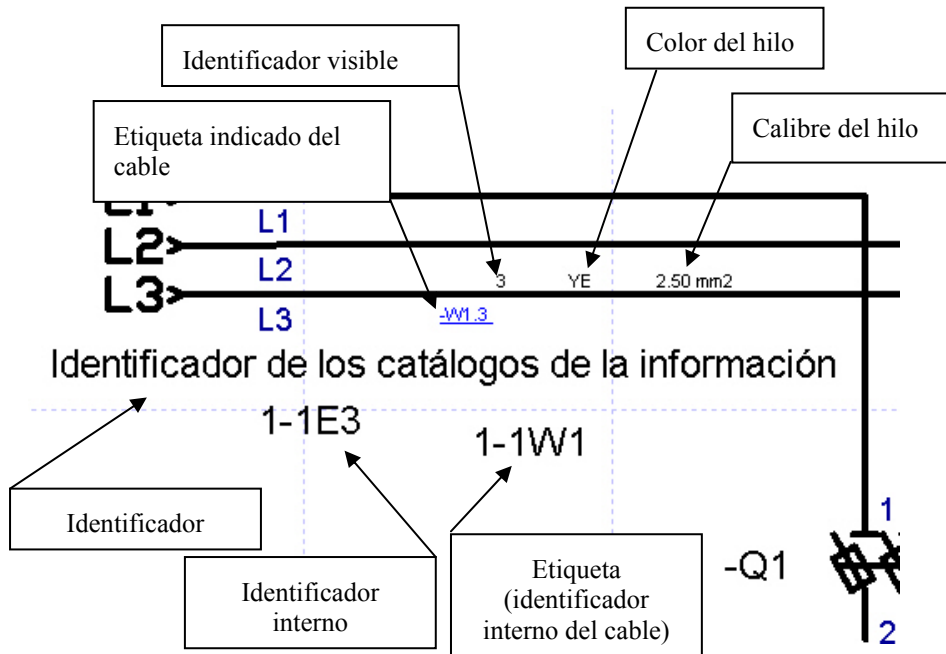 Identificador visible
Color del hilo
Etiqueta indicado del
cable
Calibre del hilo
L1>
L1
L2>
L2
3 YE 2.50 mm2
L3>
L3
-W1.3
Identificador de los catálogos de la información
1-1E3
1-1W1
Identificador
Identificador
interno
Etiqueta
(identificador
interno del cable)
-Q1
1
2